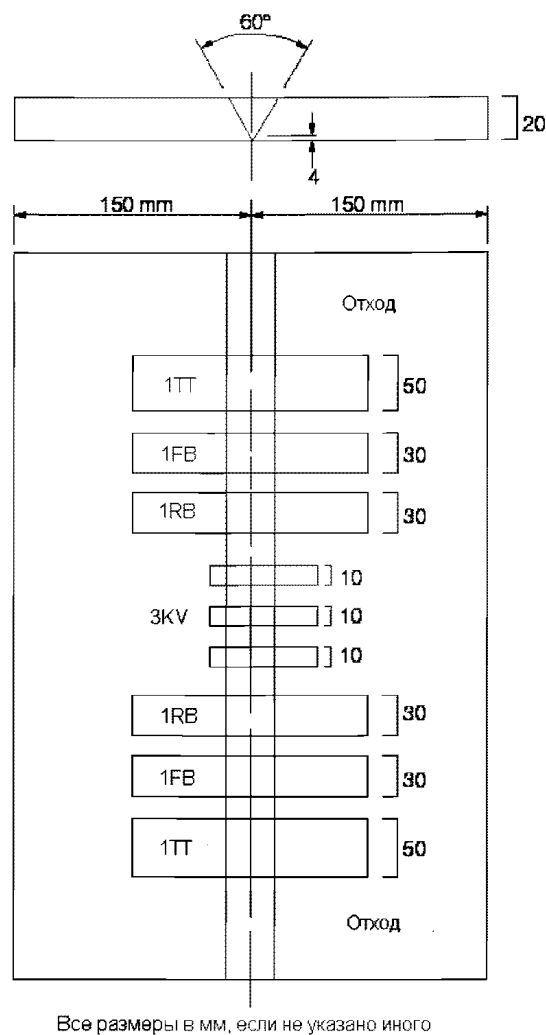 60°
20
4
150 mm 150 mm
Отход
1TT 50
1FB 30
1RB 30
10
3KV 10
10
1RB 30
1FB 30
1TT 50
Отход
Все размеры в мм, если не указано иного